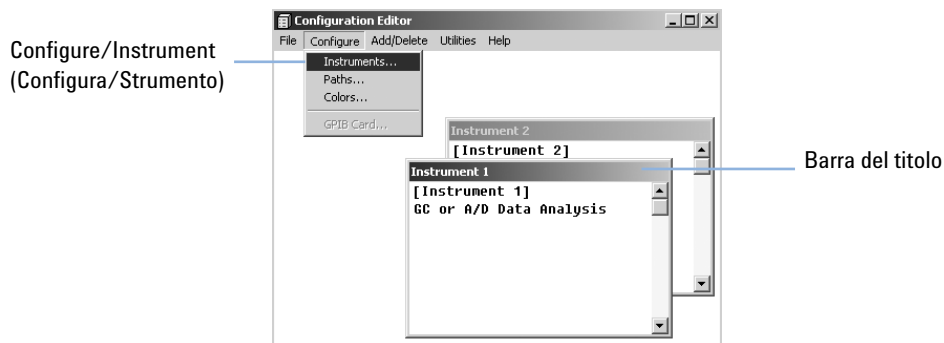 Configuration Editor
File Configure Add/Delete Utilities Help
Configure/Instrument
(Configura/Strumento)
Instruments...
Paths...
Colors...
GPIB Card...
Instrument 2
[Instrument 2]
Instrument 1
[Instrument 1]
GC or A/D Data Analysis
Barra del titolo